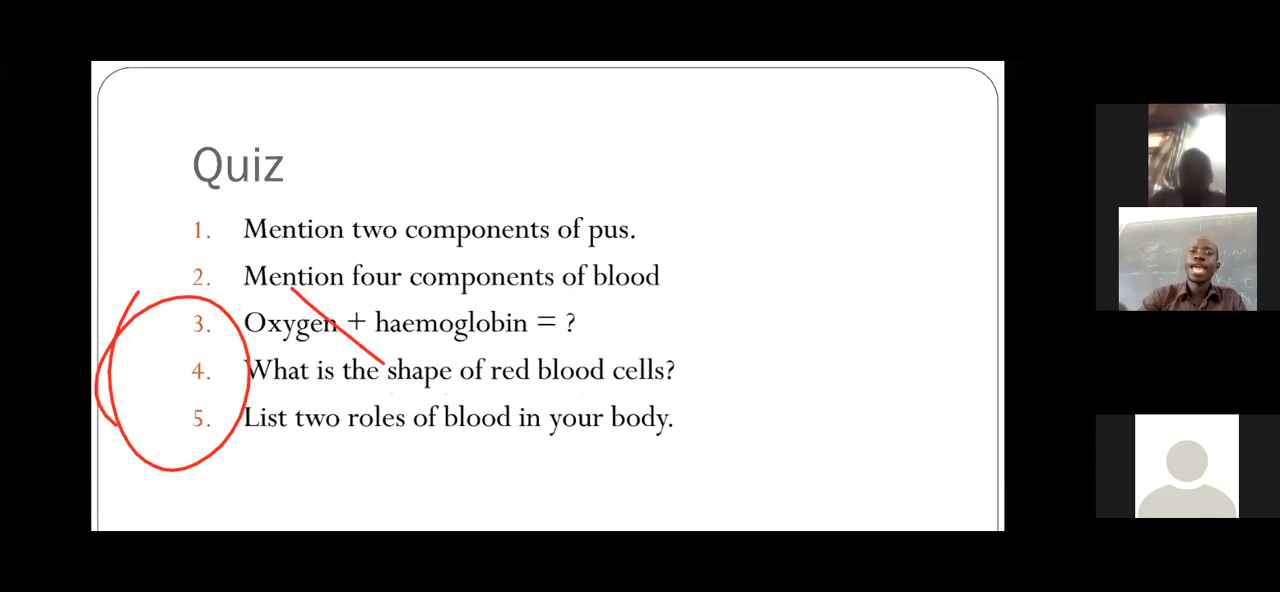 Quiz
1. Mention two components of pus.
2. Mention four components of blood
3. Oxygen + haemoglobin = ?
4. What is the shape of red blood cells?
5. List two roles of blood in your body.